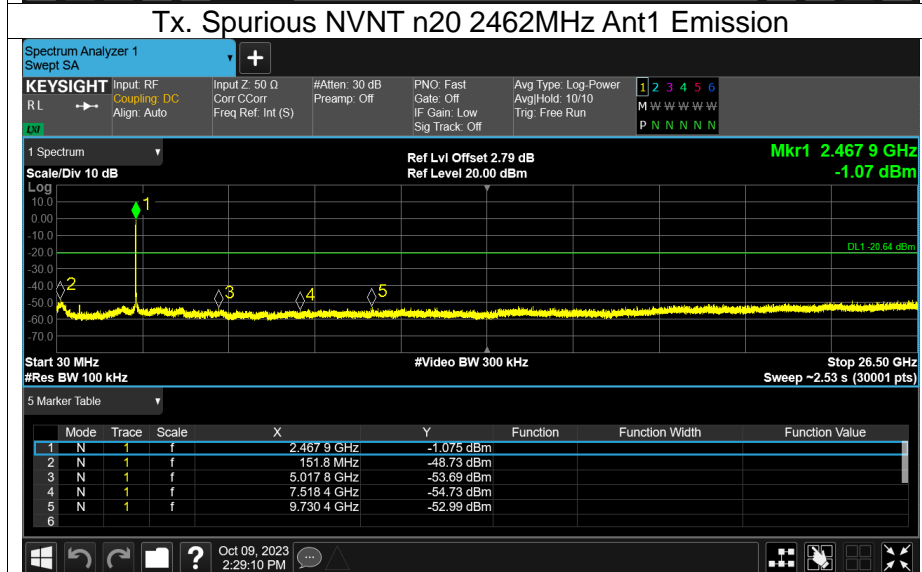 Tx. Spurious NVNT n20 2462MHz Ant1 Emission
Spectrum Analyzer 1
Swept SA
+
KEYSIGHT Input: RF Input Z: 50 Ω #Atten: 30 dB PNO: Fast Avg Type: Log-Power 1 2 3 4 5 6
R L Coupling: DC Corr CCorr Preamp: Off Gate: Off Avg|Hold: 10/10 M W W W W W
Align: Auto Freq Ref: Int (S) IF Gain: Low Trig: Free Run
LXI Sig Track: Off P N N N N N
1 Spectrum Ref Lvl Offset 2.79 dB Mkr1 2.467 9 GHz
Scale/Div 10 dB Ref Level 20.00 dBm -1.07 dBm
Log
10.0
0.00
-10.0
-20.0
-30.0
-40.0
-50.0
-60.0
-70.0
1
DL1 -20.64 dBm
2
3
4
5
Start 30 MHz #Video BW 300 kHz Stop 26.50 GHz
#Res BW 100 kHz Sweep ~2.53 s (30001 pts)
5 Marker Table
Mode Trace Scale X Y Function Function Width Function Value
1 N 1 f 2.467 9 GHz -1.075 dBm
2 N 1 f 151.8 MHz -48.73 dBm
3 N 1 f 5.017 8 GHz -53.69 dBm
4 N 1 f 7.518 4 GHz -54.73 dBm
5 N 1 f 9.730 4 GHz -52.99 dBm
6
? Oct 09, 2023
2:29:10 PM